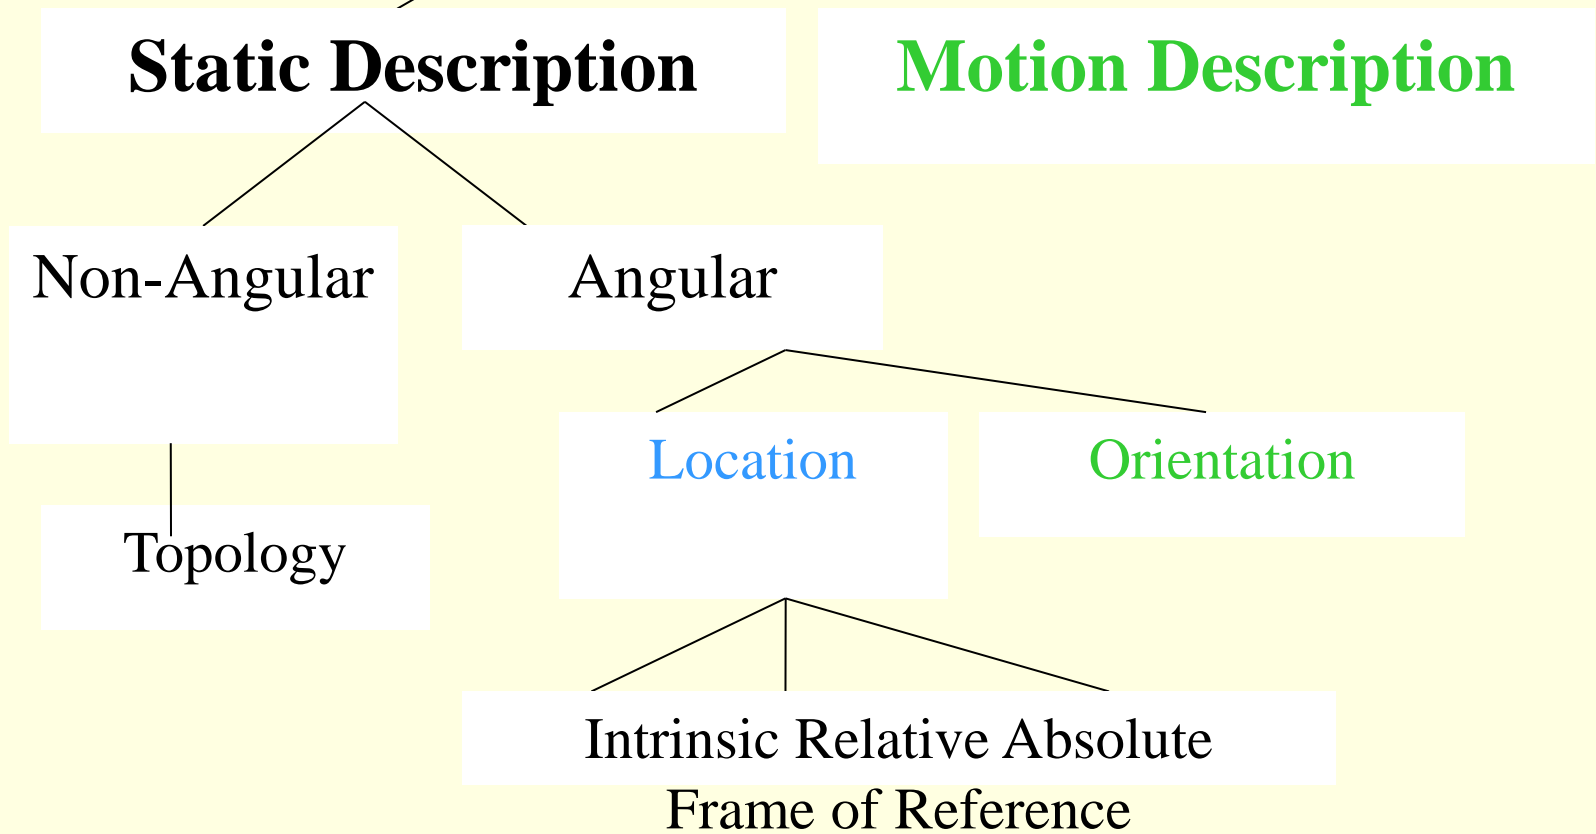 Static Description
Motion Description
Non-Angular
Angular
Location
Orientation
Topology
Intrinsic Relative Absolute
Frame of Reference